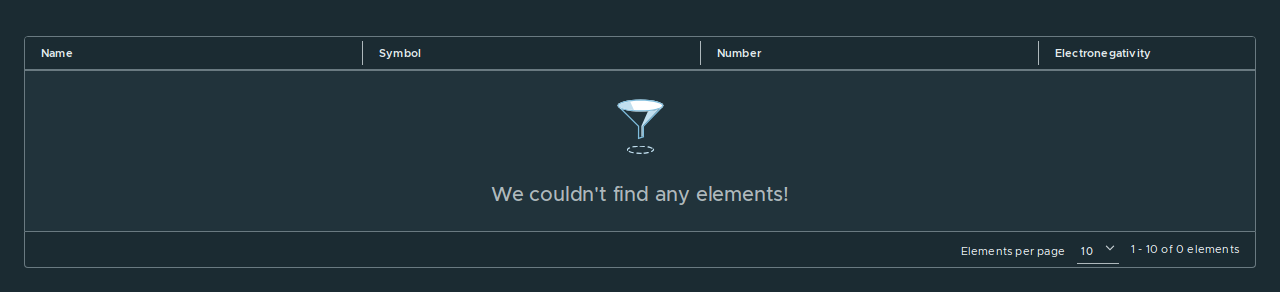 Name Symbol Number Electronegativity
We couldn't find any elements!
Elements per page 10 1 - 10 of 0 elements